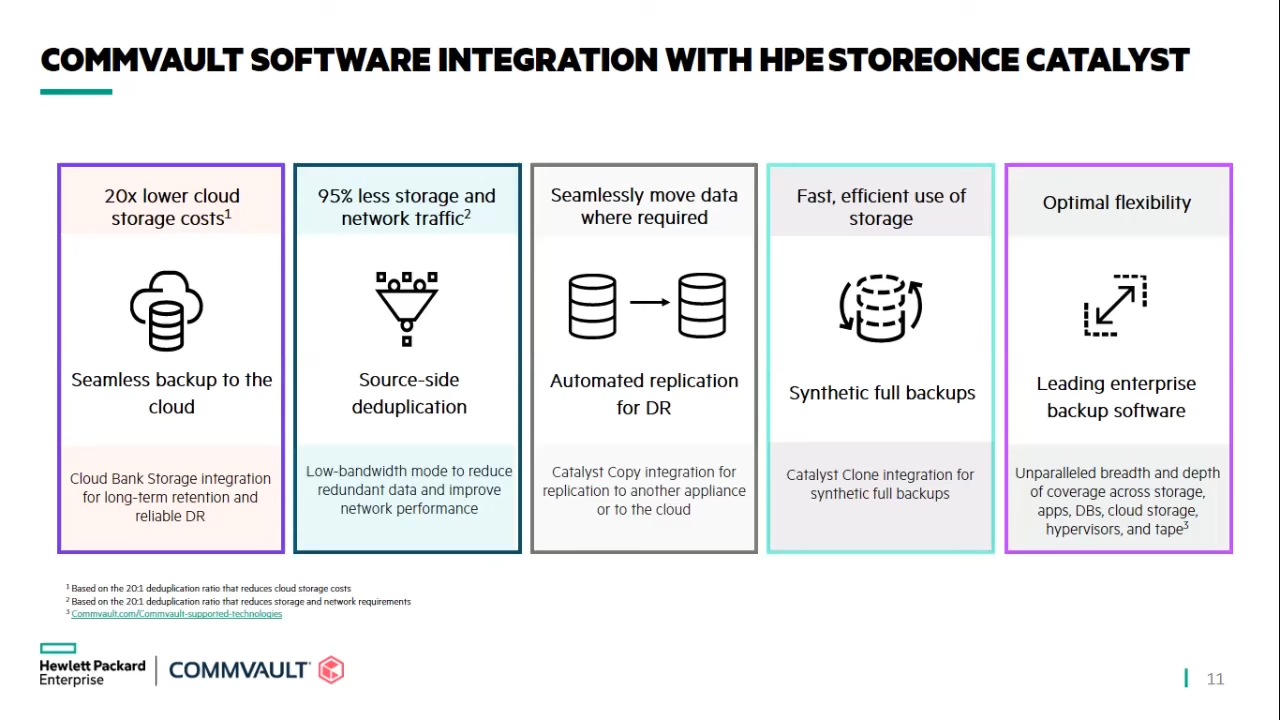 COMMVAULT SOFTWARE INTEGRATION WITH HPE STOREONCE CATALYST
20x lower cloud
storage costs1
Seamless backup to the
cloud
Cloud Bank Storage integration
for long-term retention and
reliable DR
95% less storage and
network traffic2
Source-side
deduplication
Low-bandwidth mode to reduce
redundant data and improve
network performance
Seamlessly move data
where required
Automated replication
for DR
Catalyst Copy integration for
replication to another appliance
or to the cloud
Fast, efficient use of
storage
Synthetic full backups
Catalyst Clone integration for
synthetic full backups
Optimal flexibility
Leading enterprise
backup software
Unparalleled breadth and depth
of coverage across storage,
apps, DBs, cloud storage,
hypervisors, and tape3
1 Based on the 20:1 deduplication ratio that reduces cloud storage costs
2 Based on the 20:1 deduplication ratio that reduces storage and network requirements
3 Commvault.com/Commvault-supported-technologies
Hewlett Packard
Enterprise
COMMVAULT
11